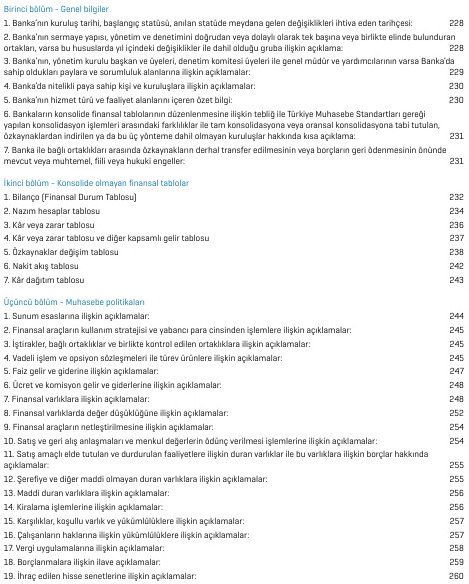 Birinci bölüm - Genel bilgiler
1. Banka'nın kuruluş tarihi, başlangıç statüsü, anılan statüde meydana gelen değişiklikleri ihtiva eden tarihçesi: 228
2. Banka'nın sermaye yapısı, yönetim ve denetimini doğrudan veya dolaylı olarak tek başına veya birlikte elinde bulunduran
ortakları, varsa bu hususlarda yıl içindeki değişiklikler ile dahil olduğu gruba ilişkin açıklama: 228
3. Banka'nın, yönetim kurulu başkan ve üyeleri, denetim komitesi üyeleri ile genel müdür ve yardımcılarının varsa Banka'da
sahip oldukları paylara ve sorumluluk alanlarına ilişkin açıklamalar: 229
4. Banka'da nitelikli paya sahip kişi ve kuruluşlara ilişkin açıklamalar: 230
5. Banka'nın hizmet türü ve faaliyet alanlarını içeren özet bilgi: 230
6. Bankaların konsolide finansal tablolarının düzenlenmesine ilişkin tebliğ ile Türkiye Muhasebe Standartları gereği
yapılan konsolidasyon işlemleri arasındaki farklılıklar ile tam konsolidasyona veya oransal konsolidasyona tabi tutulan,
özkaynaklardan indirilen ya da bu üç yönteme dahil olmayan kuruluşlar hakkında kısa açıklama: 231
7. Banka ile bağlı ortaklıkları arasında özkaynakların derhal transfer edilmesinin veya borçların geri ödenmesinin önünde
mevcut veya muhtemel, fiili veya hukuki engeller: 231
İkinci bölüm - Konsolide olmayan finansal tablolar
1. Bilanço (Finansal Durum Tablosu) 232
2. Nazım hesaplar tablosu 234
3. Kâr veya zarar tablosu 236
4. Kâr veya zarar tablosu ve diğer kapsamlı gelir tablosu 237
5. Özkaynaklar değişim tablosu 238
6. Nakit akış tablosu 242
7. Kâr dağıtım tablosu 243
Üçüncü bölüm - Muhasebe politikaları
1. Sunum esaslarına ilişkin açıklamalar: 244
2. Finansal araçların kullanım stratejisi ve yabancı para cinsinden işlemlere ilişkin açıklamalar: 245
3. İştirakler, bağlı ortaklıklar ve birlikte kontrol edilen ortaklıklara ilişkin açıklamalar: 245
4. Vadeli işlem ve opsiyon sözleşmeleri ile türev ürünlere ilişkin açıklamalar: 245
5. Faiz gelir ve giderine ilişkin açıklamalar: 247
6. Ücret ve komisyon gelir ve giderlerine ilişkin açıklamalar: 248
7. Finansal varlıklara ilişkin açıklamalar: 248
8. Finansal varlıklarda değer düşüklüğüne ilişkin açıklamalar: 252
9. Finansal araçların netleştirilmesine ilişkin açıklamalar: 254
10. Satış ve geri alış anlaşmaları ve menkul değerlerin ödünç verilmesi işlemlerine ilişkin açıklamalar: 254
11. Satış amaçlı elde tutulan ve durdurulan faaliyetlere ilişkin duran varlıklar ile bu varlıklara ilişkin borçlar hakkında
açıklamalar: 255
12. Şerefiye ve diğer maddi olmayan duran varlıklara ilişkin açıklamalar: 255
13. Maddi duran varlıklara ilişkin açıklamalar: 256
14. Kiralama işlemlerine ilişkin açıklamalar: 256
15. Karşılıklar, koşullu varlık ve yükümlülüklere ilişkin açıklamalar: 257
16. Çalışanların haklarına ilişkin yükümlülüklere ilişkin açıklamalar: 257
17. Vergi uygulamalarına ilişkin açıklamalar: 258
18. Borçlanmalara ilişkin ilave açıklamalar: 259
19. İhraç edilen hisse senetlerine ilişkin açıklamalar: 260